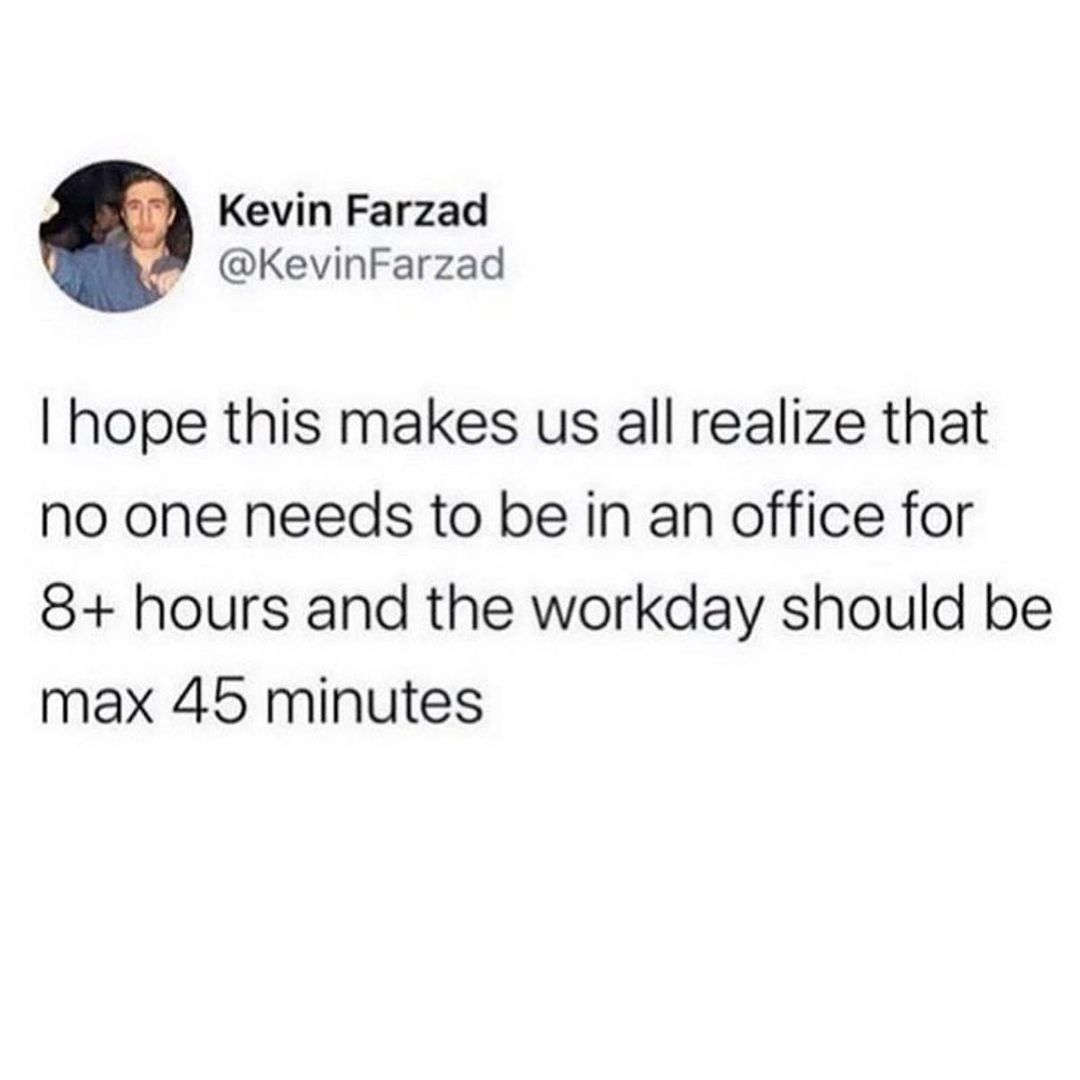 Kevin Farzad
@KevinFarzad
I hope this makes us all realize that
no one needs to be in an office for
8+ hours and the workday should be
max 45 minutes